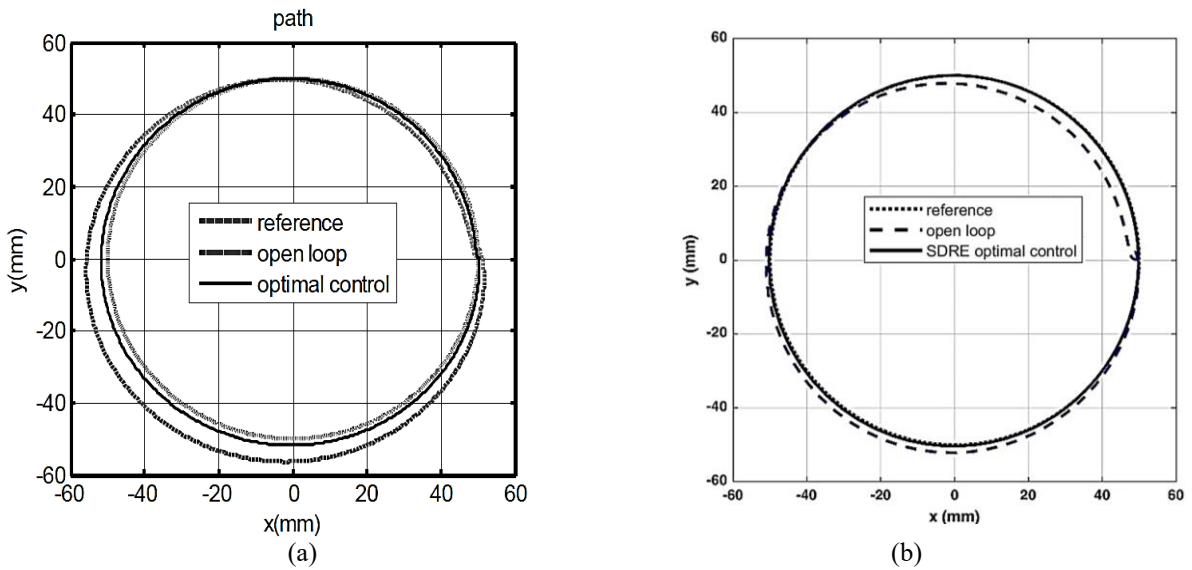 path
60
40
20
0
-20
-40
-60
y(mm)
-60 -40 -20 0 20 40 60
x(mm)
reference
open loop
optimal control
(a)
60
40
20
0
-20
-40
-60
y (mm)
-60 -40 -20 0 20 40 60
x (mm)
reference
open loop
SDRE optimal control
(b)